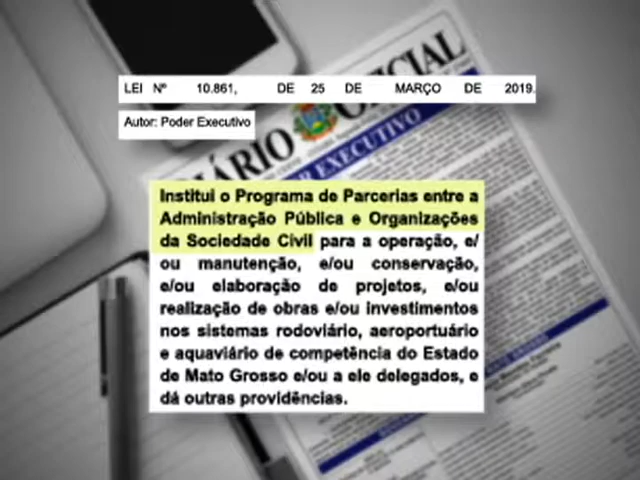 DIÁRIO OFICIAL
PODER EXECUTIVO
LEI Nº 10.861, DE 25 DE MARÇO DE 2019.
Autor: Poder Executivo
Institui o Programa de Parcerias entre a
Administração Pública e Organizações
da Sociedade Civil para a operação, e/
ou manutenção, e/ou conservação,
e/ou elaboração de projetos, e/ou
realização de obras e/ou investimentos
nos sistemas rodoviário, aeroportuário
e aquaviário de competência do Estado
de Mato Grosso e/ou a ele delegados, e
dá outras providências.